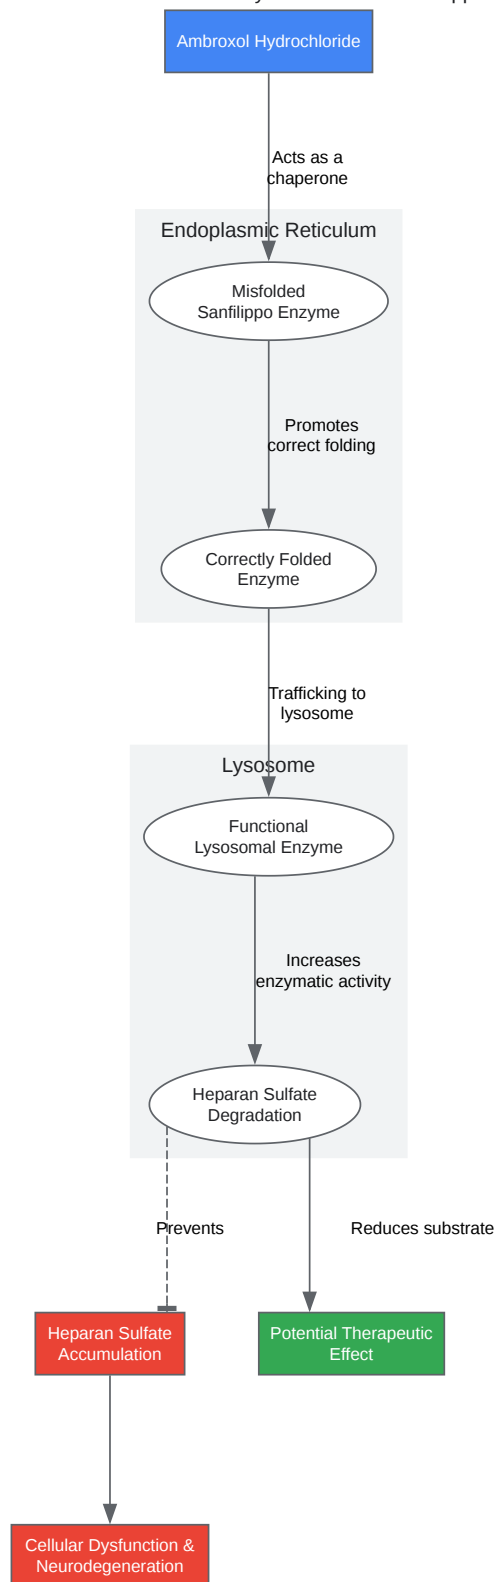 Ambroxol Hydrochloride
Acts as a
chaperone
Endoplasmic Reticulum
Misfolded
Sanfilippo Enzyme
Promotes
correct folding
Correctly Folded
Enzyme
Trafficking to
lysosome
Lysosome
Functional
Lysosomal Enzyme
Increases
enzymatic activity
Heparan Sulfate
Degradation
Prevents
Reduces substrate
Heparan Sulfate
Accumulation
Potential Therapeutic
Effect
Cellular Dysfunction &
Neurodegeneration